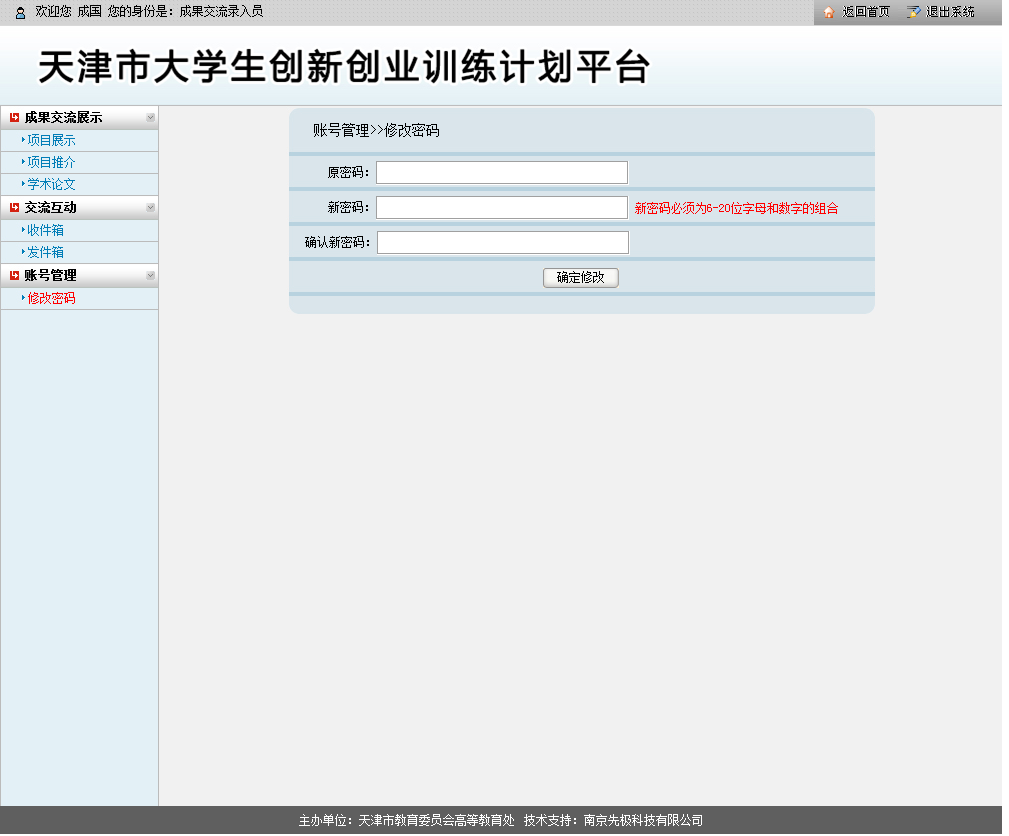 欢迎您 成国 您的身份是：成果交流录入员
返回首页 退出系统
天津市大学生创新创业训练计划平台
成果交流展示
项目展示
项目推介
学术论文
交流互动
收件箱
发件箱
账号管理
修改密码
账号管理>>修改密码
原密码：
新密码： 新密码必须为6-20位字母和数字的组合
确认新密码：
确定修改
主办单位：天津市教育委员会高等教育处 技术支持：南京先极科技有限公司